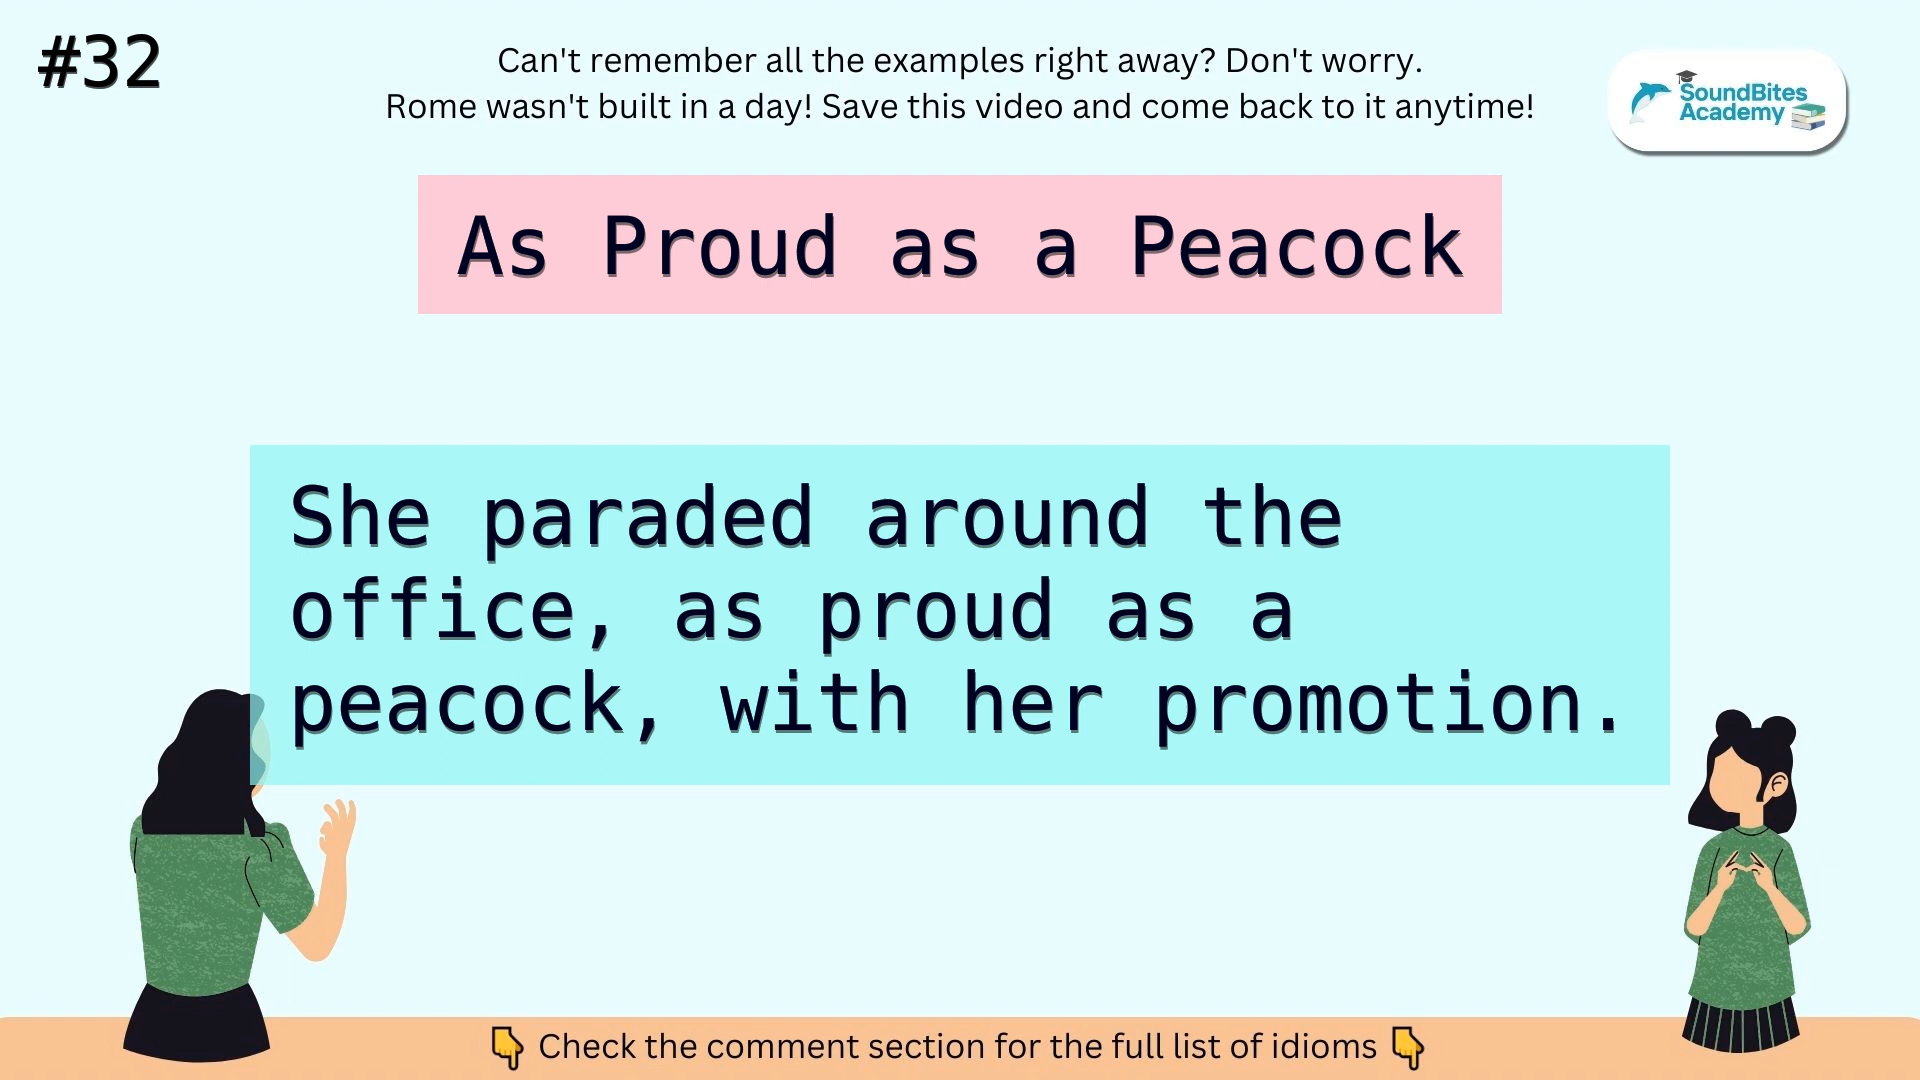 #32
Can't remember all the examples right away? Don't worry.
Rome wasn't built in a day! Save this video and come back to it anytime!
SoundBites
Academy
As Proud as a Peacock
She paraded around the
office, as proud as a
peacock, with her promotion.
👇 Check the comment section for the full list of idioms 👇